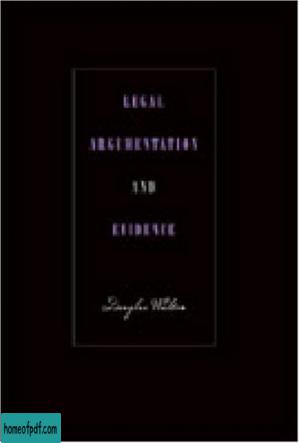 LEGAL
ARGUMENTATION
AND
EVIDENCE
Douglas Walton
homeofpdf.com